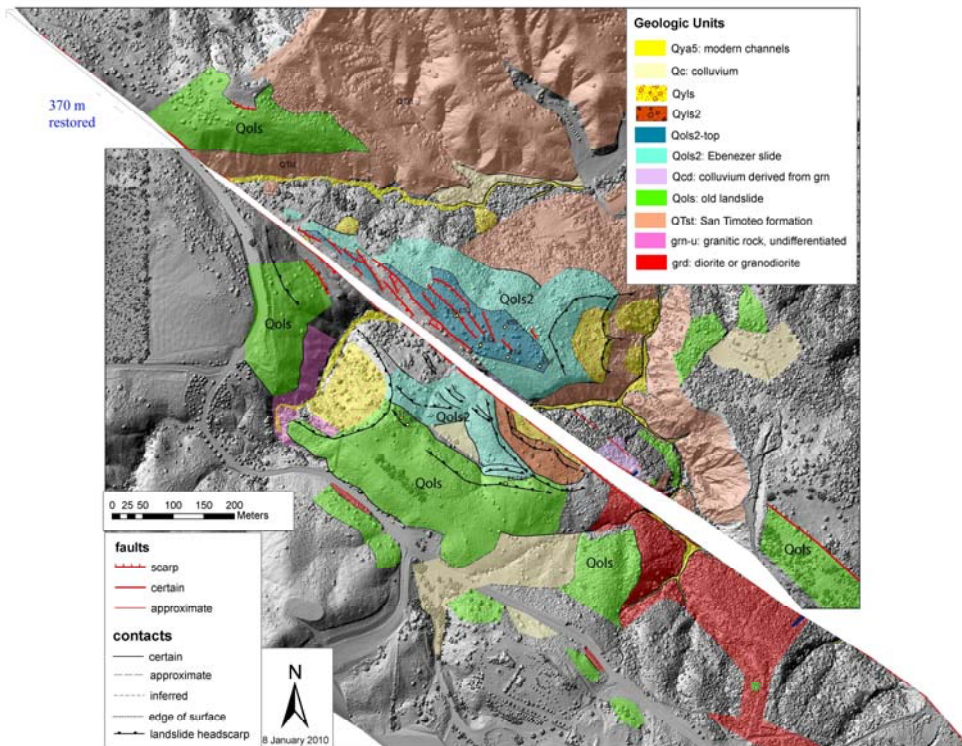 370 m
restored
Geologic Units
Qya5: modern channels
Qc: colluvium
Qyls
Qyls2
Qols2-top
Qols2: Ebenezer slide
Qcd: colluvium derived from grn
Qols: old landslide
QTst: San Timoteo formation
grn-u: granitic rock, undifferentiated
grd: diorite or granodiorite
Qols
Qols2
Qols
Qols2
Qols
Qols
Qols
0 25 50 100 150 200
Meters
faults
scarp
certain
approximate
contacts
certain
approximate
inferred
edge of surface
landslide headscarp
N
8 January 2010